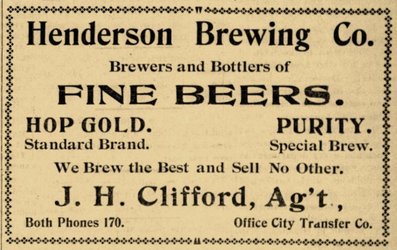 Henderson Brewing Co.
Brewers and Bottlers of
FINE BEERS.
HOP GOLD. PURITY.
Standard Brand. Special Brew.
We Brew the Best and Sell No Other.
J. H. Clifford, Ag't,
Both Phones 170. Office City Transfer Co.